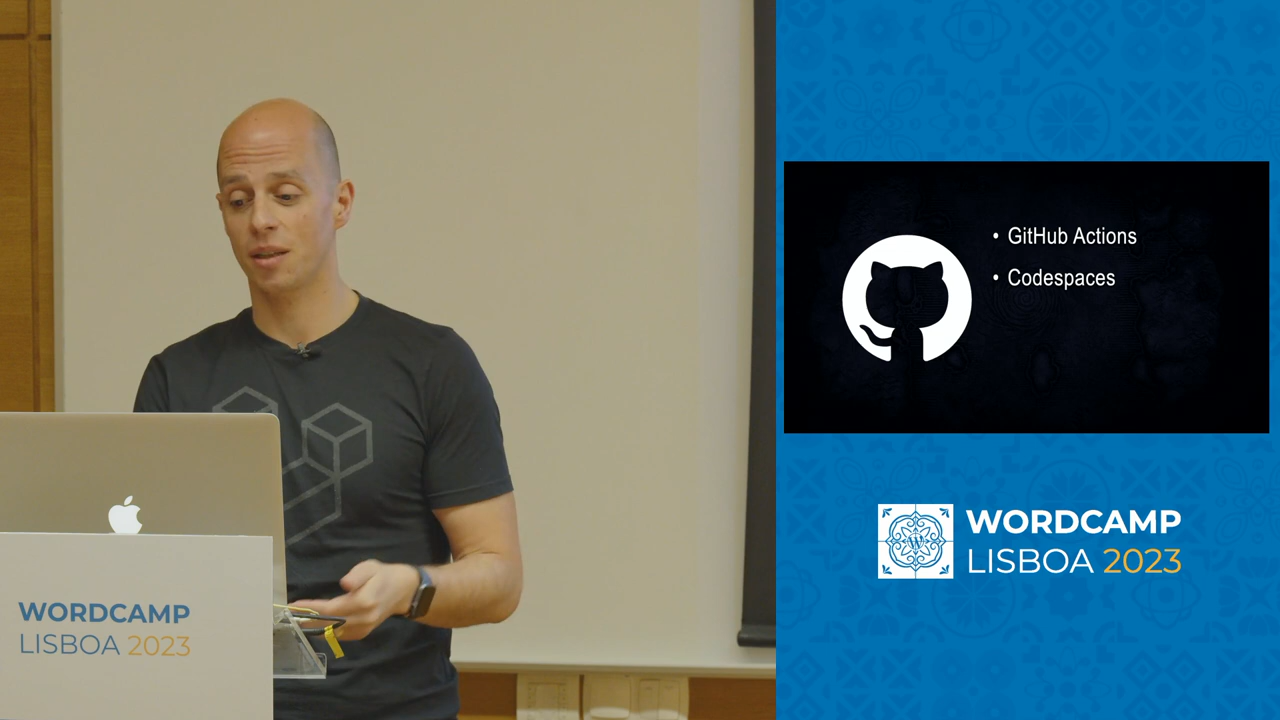 WORDCAMP
LISBOA 2023
• GitHub Actions
• Codespaces
WORDCAMP
LISBOA 2023